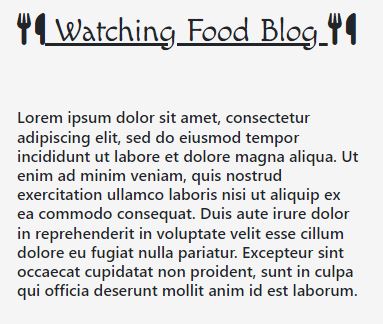 Watching Food Blog
Lorem ipsum dolor sit amet, consectetur
adipiscing elit, sed do eiusmod tempor
incididunt ut labore et dolore magna aliqua. Ut
enim ad minim veniam, quis nostrud
exercitation ullamco laboris nisi ut aliquip ex
ea commodo consequat. Duis aute irure dolor
in reprehenderit in voluptate velit esse cillum
dolore eu fugiat nulla pariatur. Excepteur sint
occaecat cupidatat non proident, sunt in culpa
qui officia deserunt mollit anim id est laborum.